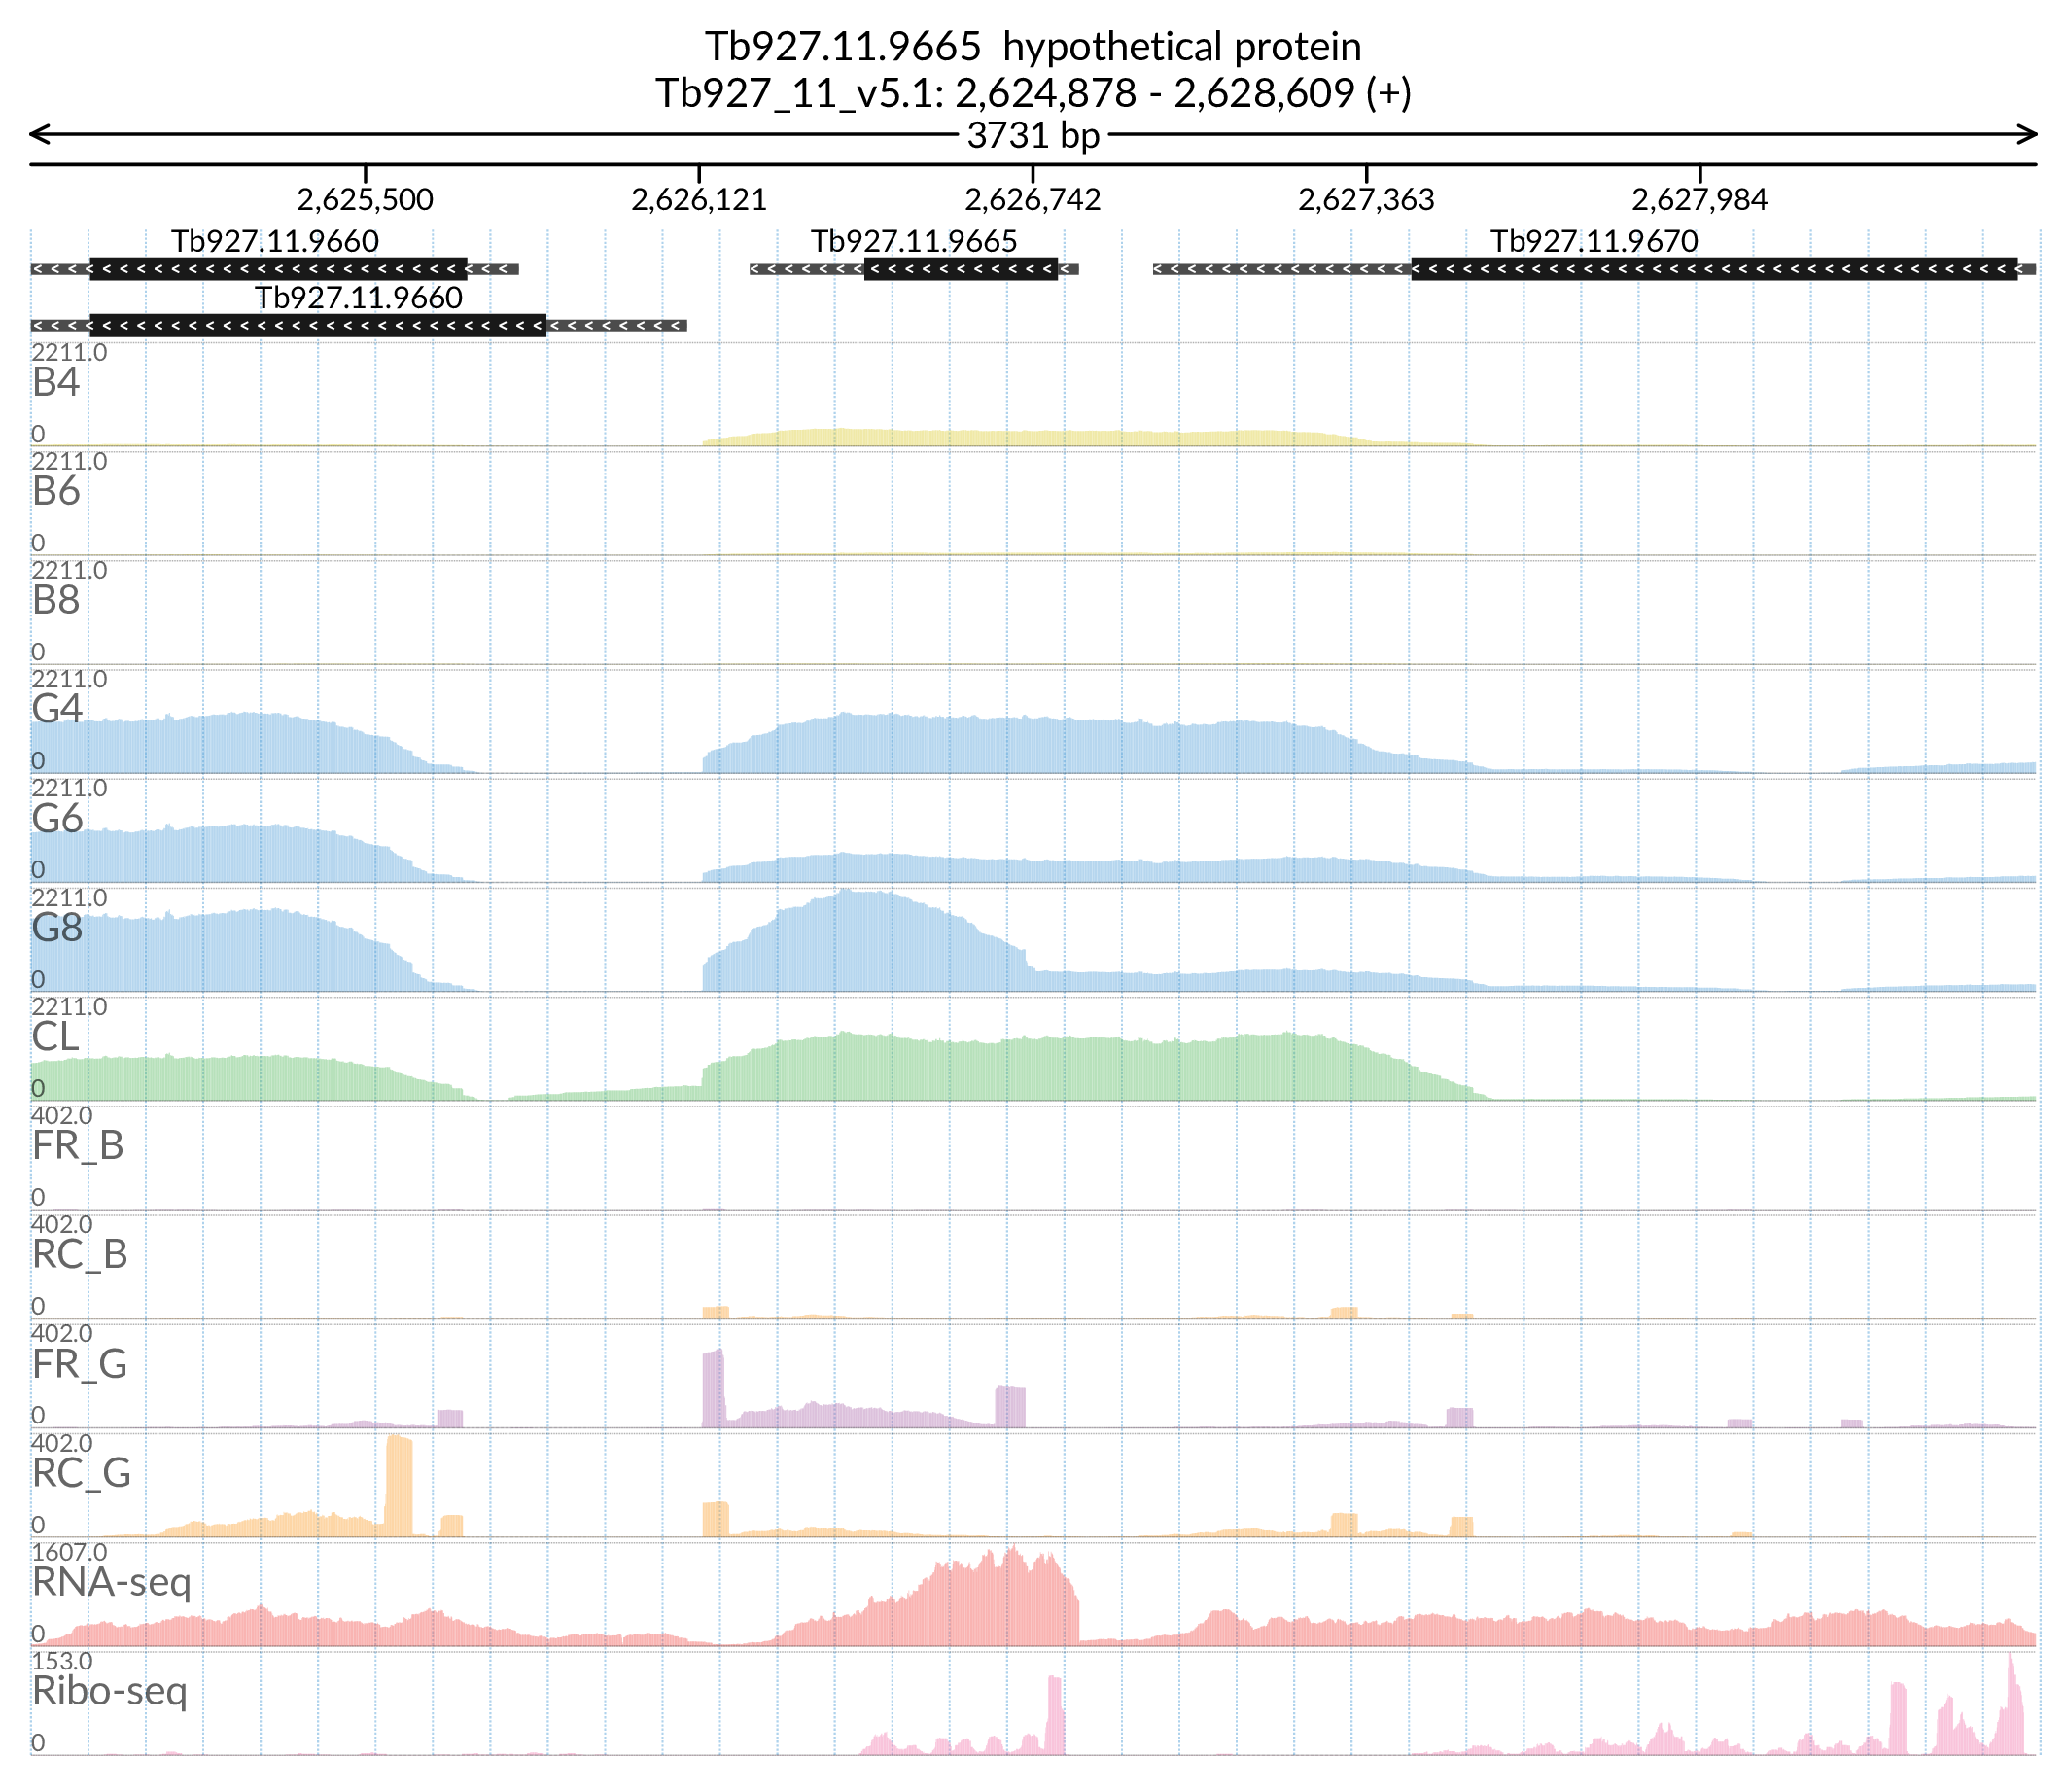 Tb927.11.9665  hypothetical protein
Tb927_11_v5.1: 2,624,878 - 2,628,609 (+)
3731 bp
2,625,500 2,626,121 2,626,742 2,627,363 2,627,984
Tb927.11.9660 Tb927.11.9665 Tb927.11.9670
Tb927.11.9660
2211.0
B4
0
2211.0
B6
0
2211.0
B8
0
2211.0
G4
0
2211.0
G6
0
2211.0
G8
0
2211.0
CL
0
402.0
FR_B
0
402.0
RC_B
0
402.0
FR_G
0
402.0
RC_G
0
1607.0
RNA-seq
0
153.0
Ribo-seq
0